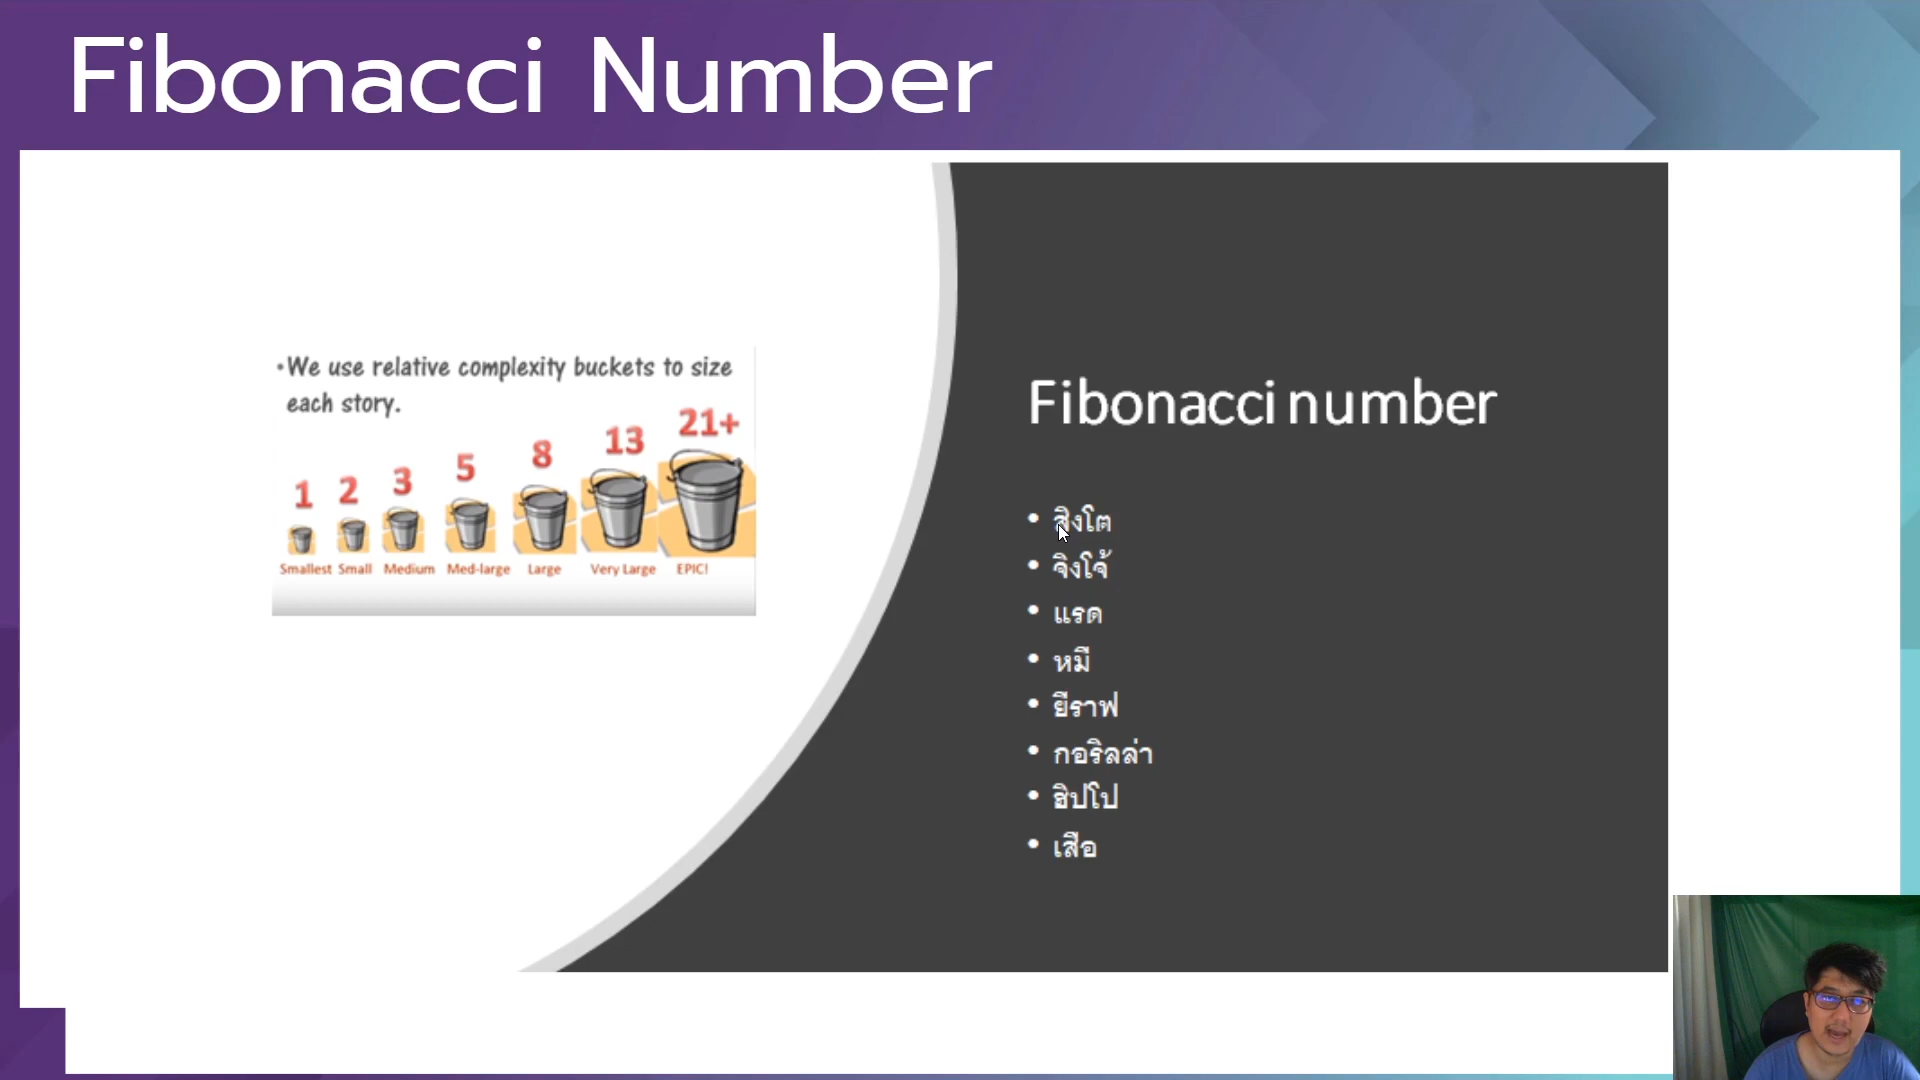 Fibonacci Number
•We use relative complexity buckets to size
each story.
1 2 3 5 8 13 21+
Smallest Small Medium Med-large Large Very Large EPIC!
Fibonacci number
• สิงโต
• จิงโจ้
• แรด
• หมี
• ยีราฟ
• กอริลล่า
• ฮิปโป
• เสือ